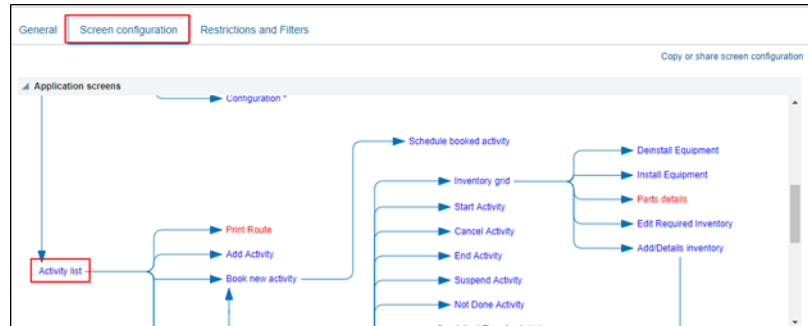 General Screen configuration Restrictions and Filters
Copy or share screen configuration
Application screens
Configuration *
Schedule booked activity
Deinstall Equipment
Inventory grid
Install Equipment
Start Activity
Parts details
Print Route
Cancel Activity
Edit Required Inventory
Add Activity
End Activity
Add/Details inventory
Activity list
Book new activity
Suspend Activity
Not Done Activity